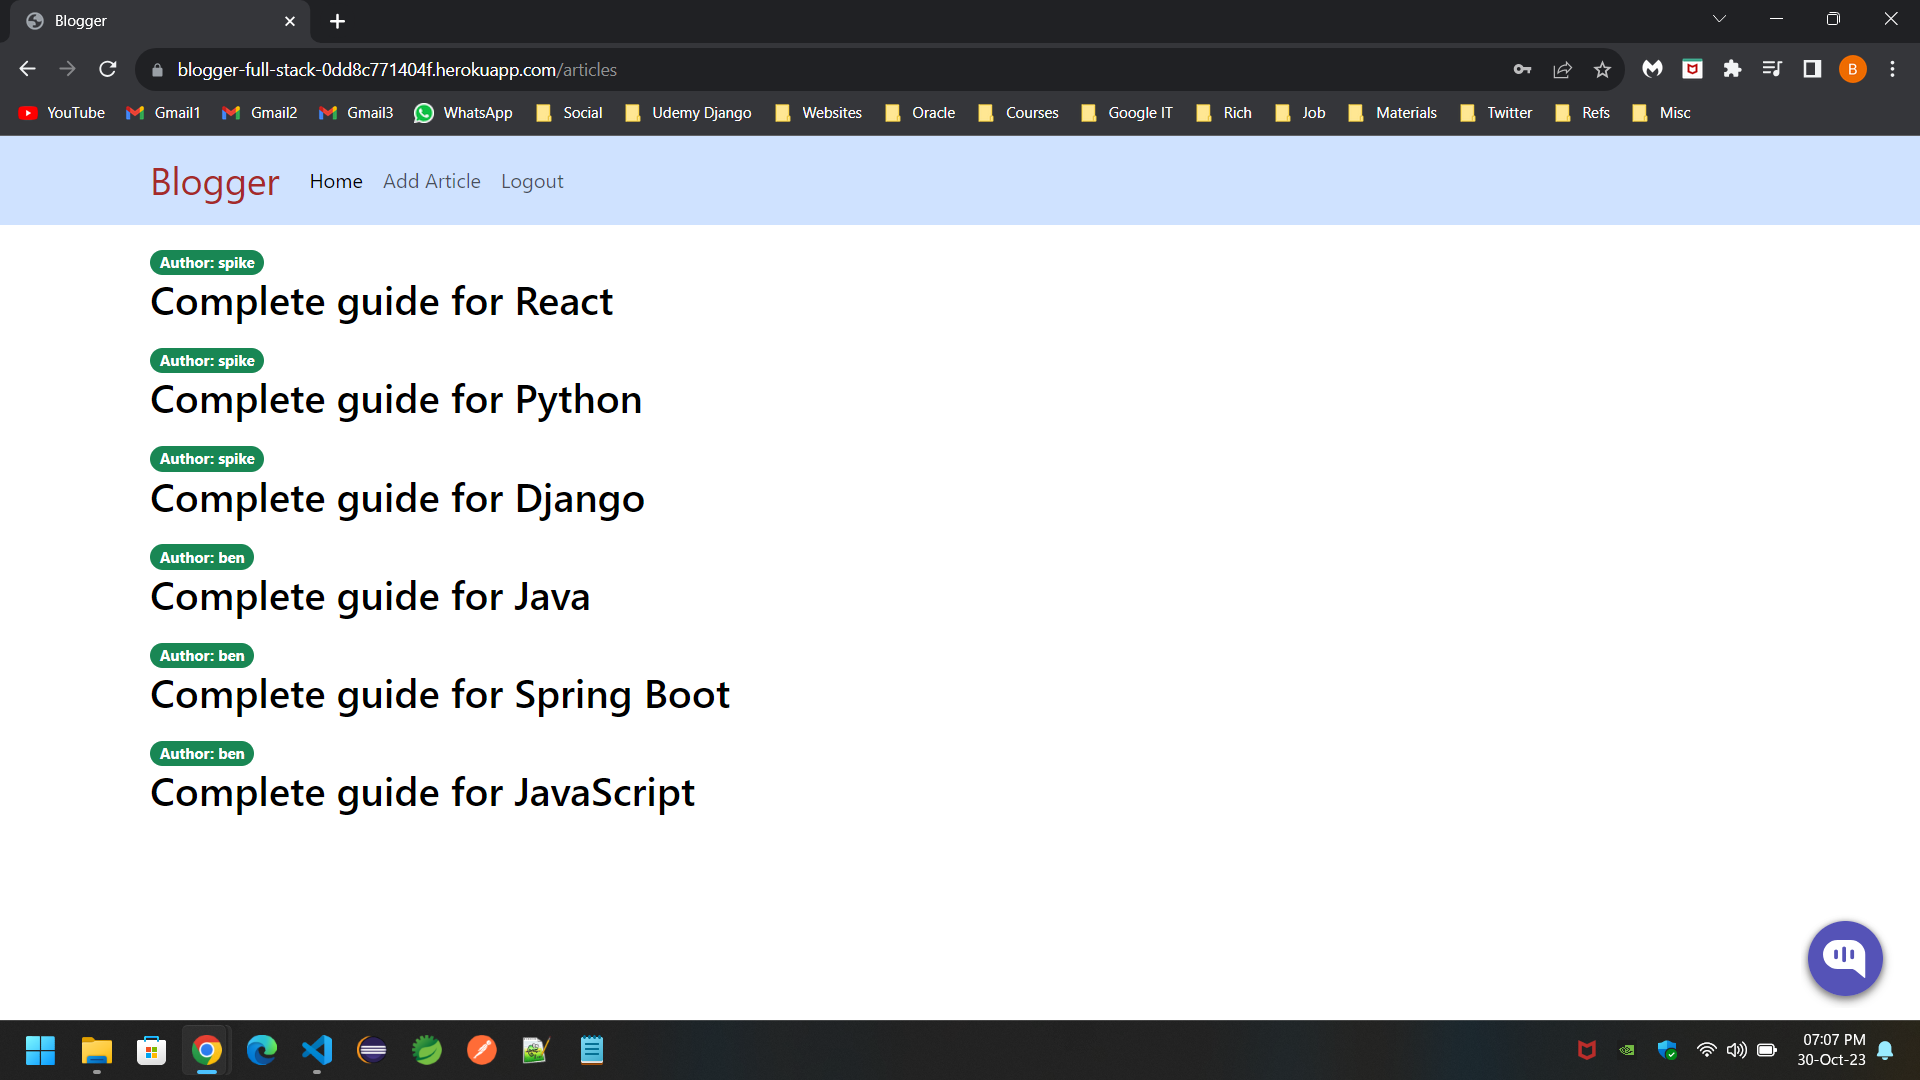 Blogger
blogger-full-stack-0dd8c771404f.herokuapp.com/articles
B
YouTube Gmail1 Gmail2 Gmail3 WhatsApp Social Udemy Django Websites Oracle Courses Google IT Rich Job Materials Twitter Refs Misc
Blogger Home Add Article Logout
Author: spike
Complete guide for React
Author: spike
Complete guide for Python
Author: spike
Complete guide for Django
Author: ben
Complete guide for Java
Author: ben
Complete guide for Spring Boot
Author: ben
Complete guide for JavaScript
07:07 PM
30-Oct-23